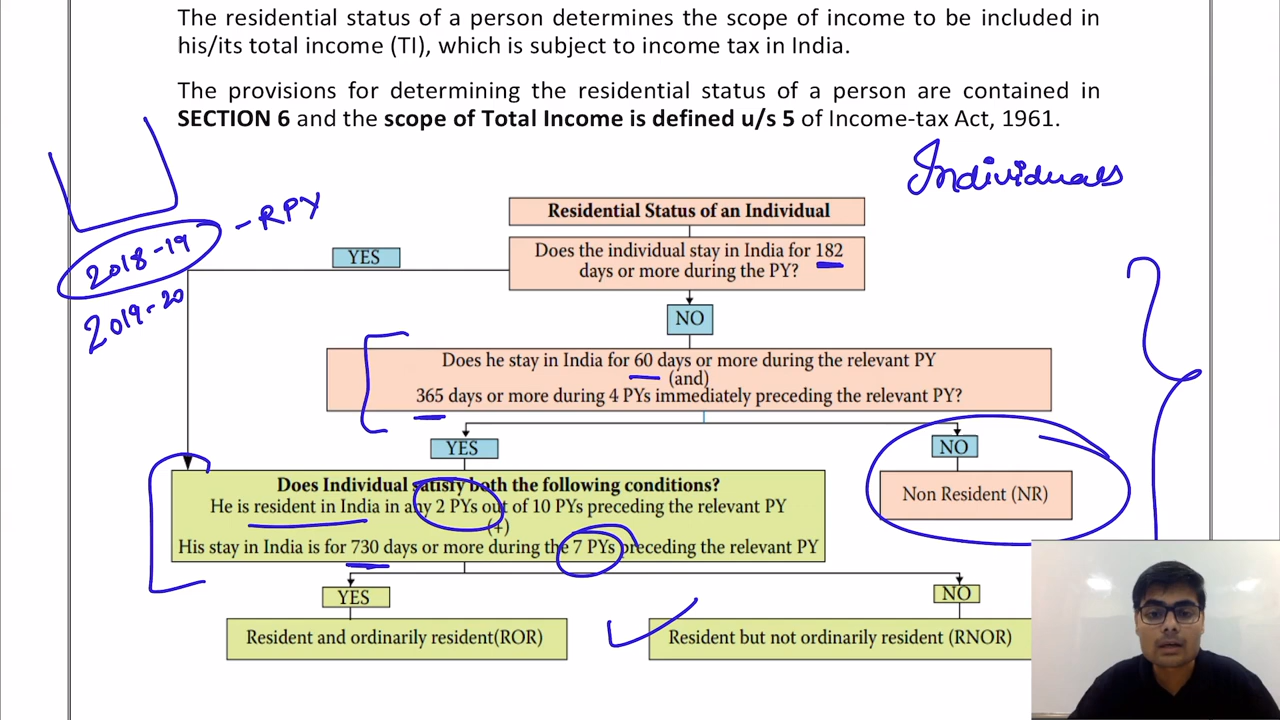 The residential status of a person determines the scope of income to be included in
his/its total income (TI), which is subject to income tax in India.
The provisions for determining the residential status of a person are contained in
SECTION 6 and the scope of Total Income is defined u/s 5 of Income-tax Act, 1961.
Individuals
2018-19 - RPY
2019-20
Residential Status of an Individual
Does the individual stay in India for 182
days or more during the PY?
YES
NO
Does he stay in India for 60 days or more during the relevant PY
(and)
365 days or more during 4 PYs immediately preceding the relevant PY?
YES
NO
Does Individual satisfy both the following conditions?
He is resident in India in any 2 PYs out of 10 PYs preceding the relevant PY
(+)
His stay in India is for 730 days or more during the 7 PYs preceding the relevant PY
Non Resident (NR)
YES
NO
Resident and ordinarily resident(ROR)
Resident but not ordinarily resident (RNOR)